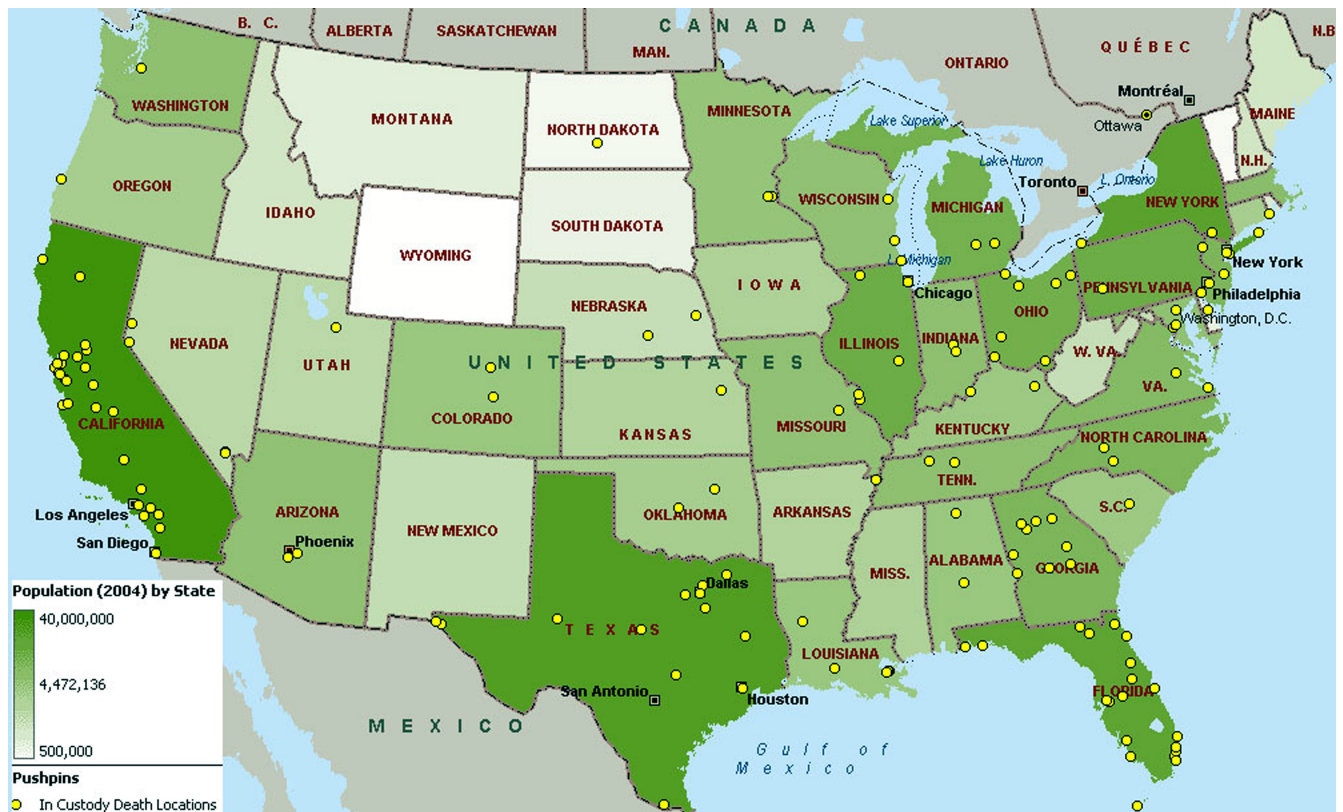 B. C.
ALBERTA
SASKATCHEWAN
MAN.
CANADA
ONTARIO
QUÉBEC
N.B
WASHINGTON
MONTANA
NORTH DAKOTA
MINNESOTA
Lake Superior
Montréal
Ottawa
MAINE
OREGON
IDAHO
SOUTH DAKOTA
WISCONSIN
MICHIGAN
Lake Huron
Toronto
L. Ontario
NEW YORK
N.H.
WYOMING
L. Michigan
NEBRASKA
IOWA
Chicago
PENNSYLVANIA
New York
Philadelphia
Washington, D.C.
NEVADA
UTAH
UNITED STATES
ILLINOIS
INDIANA
OHIO
W. VA.
VA.
CALIFORNIA
COLORADO
KANSAS
MISSOURI
KENTUCKY
NORTH CAROLINA
TENN.
Los Angeles
ARIZONA
NEW MEXICO
OKLAHOMA
ARKANSAS
S.C.
San Diego
Phoenix
MISS.
ALABAMA
GEORGIA
Dallas
TEXAS
LOUISIANA
San Antonio
Houston
FLORIDA
MEXICO
Gulf of
Mexico
Population (2004) by State
40,000,000
4,472,136
500,000
Pushpins
In Custody Death Locations